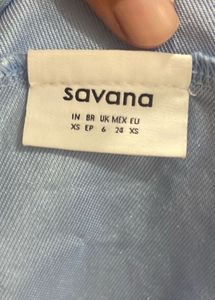 savana
IN BR UK MEX EU
XS EP 6 24 XS